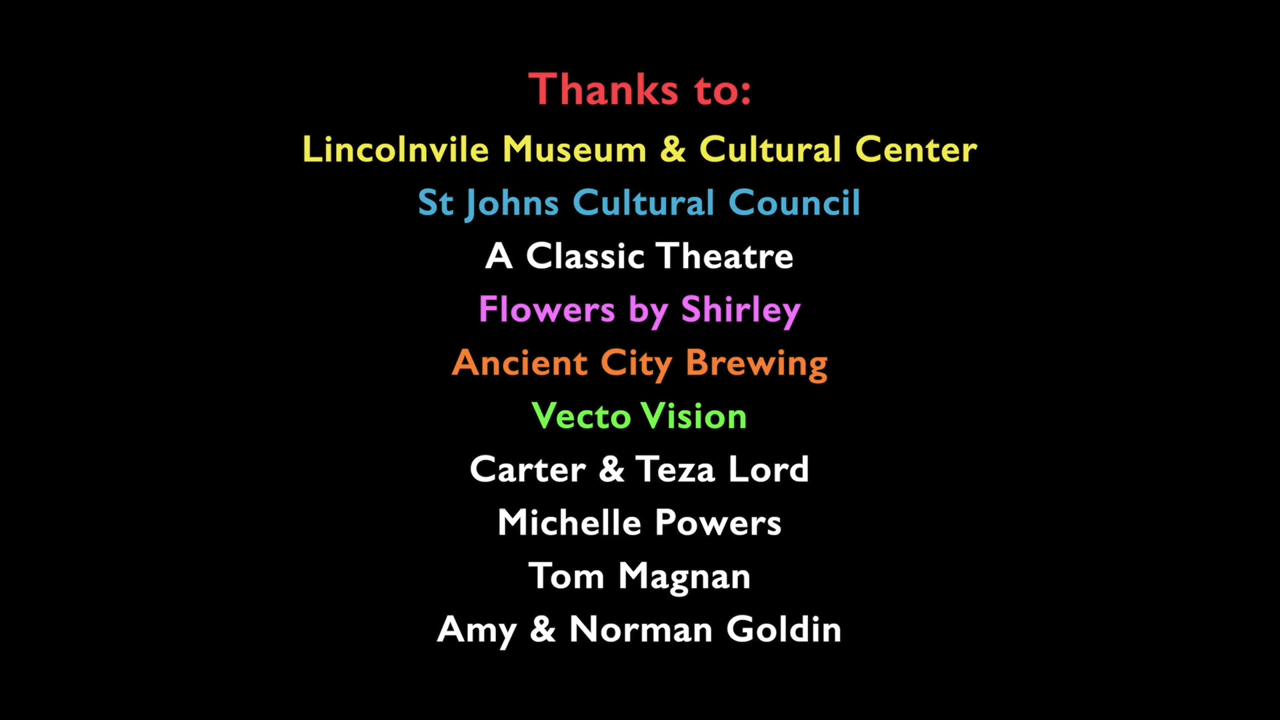 Thanks to:
Lincolnvile Museum & Cultural Center
St Johns Cultural Council
A Classic Theatre
Flowers by Shirley
Ancient City Brewing
Vecto Vision
Carter & Teza Lord
Michelle Powers
Tom Magnan
Amy & Norman Goldin